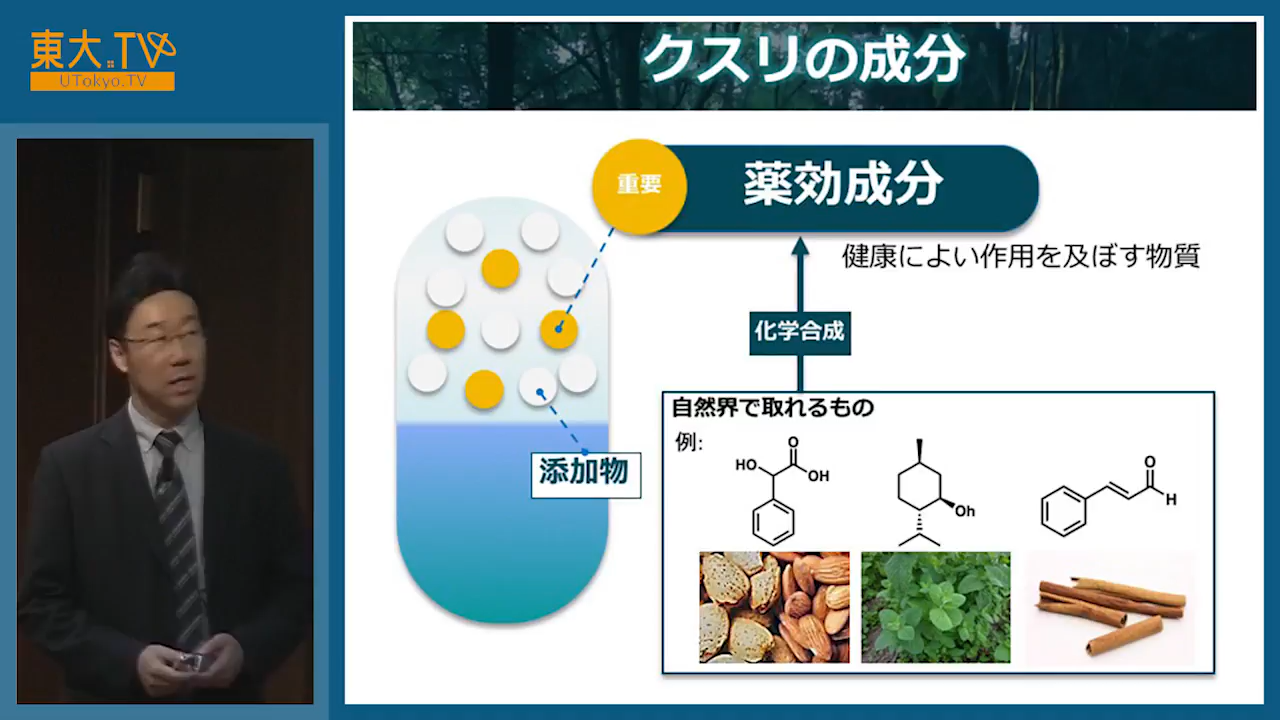 東大.TV
UTokyo.TV
クスリの成分
重要
薬効成分
健康によい作用を及ぼす物質
化学合成
添加物
自然界で取れるもの
例:
HO
O
OH
Oh
O
H